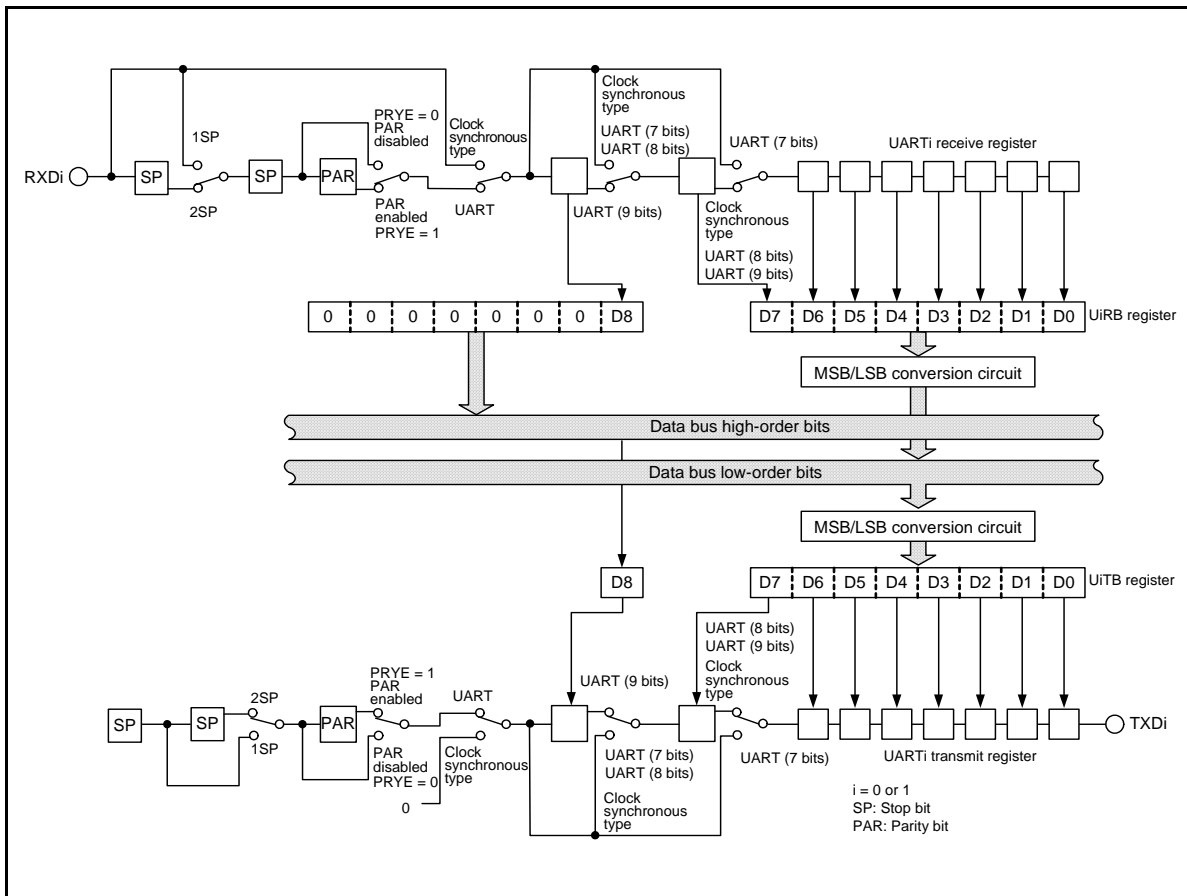 Clock
synchronous
type
PRYE = 0
PAR
disabled
1SP
Clock
synchronous
type
UART (7 bits)
UART (8 bits)
UART (7 bits)
UARTi receive register
RXDi
SP
SP
PAR
2SP
PAR
enabled
PRYE = 1
UART
UART (9 bits)
Clock
synchronous
type
UART (8 bits)
UART (9 bits)
0 0 0 0 0 0 0 D8
D7 D6 D5 D4 D3 D2 D1 D0
UiRB register
MSB/LSB conversion circuit
Data bus high-order bits
Data bus low-order bits
MSB/LSB conversion circuit
D8
D7 D6 D5 D4 D3 D2 D1 D0
UiTB register
UART (8 bits)
UART (9 bits)
Clock
synchronous
type
PRYE = 1
PAR
enabled
2SP
UART
UART (9 bits)
SP
SP
PAR
TXDi
1SP
PAR
disabled
PRYE = 0
0
Clock
synchronous
type
UART (7 bits)
UART (8 bits)
UART (7 bits)
UARTi transmit register
Clock
synchronous
type
i = 0 or 1
SP: Stop bit
PAR: Parity bit